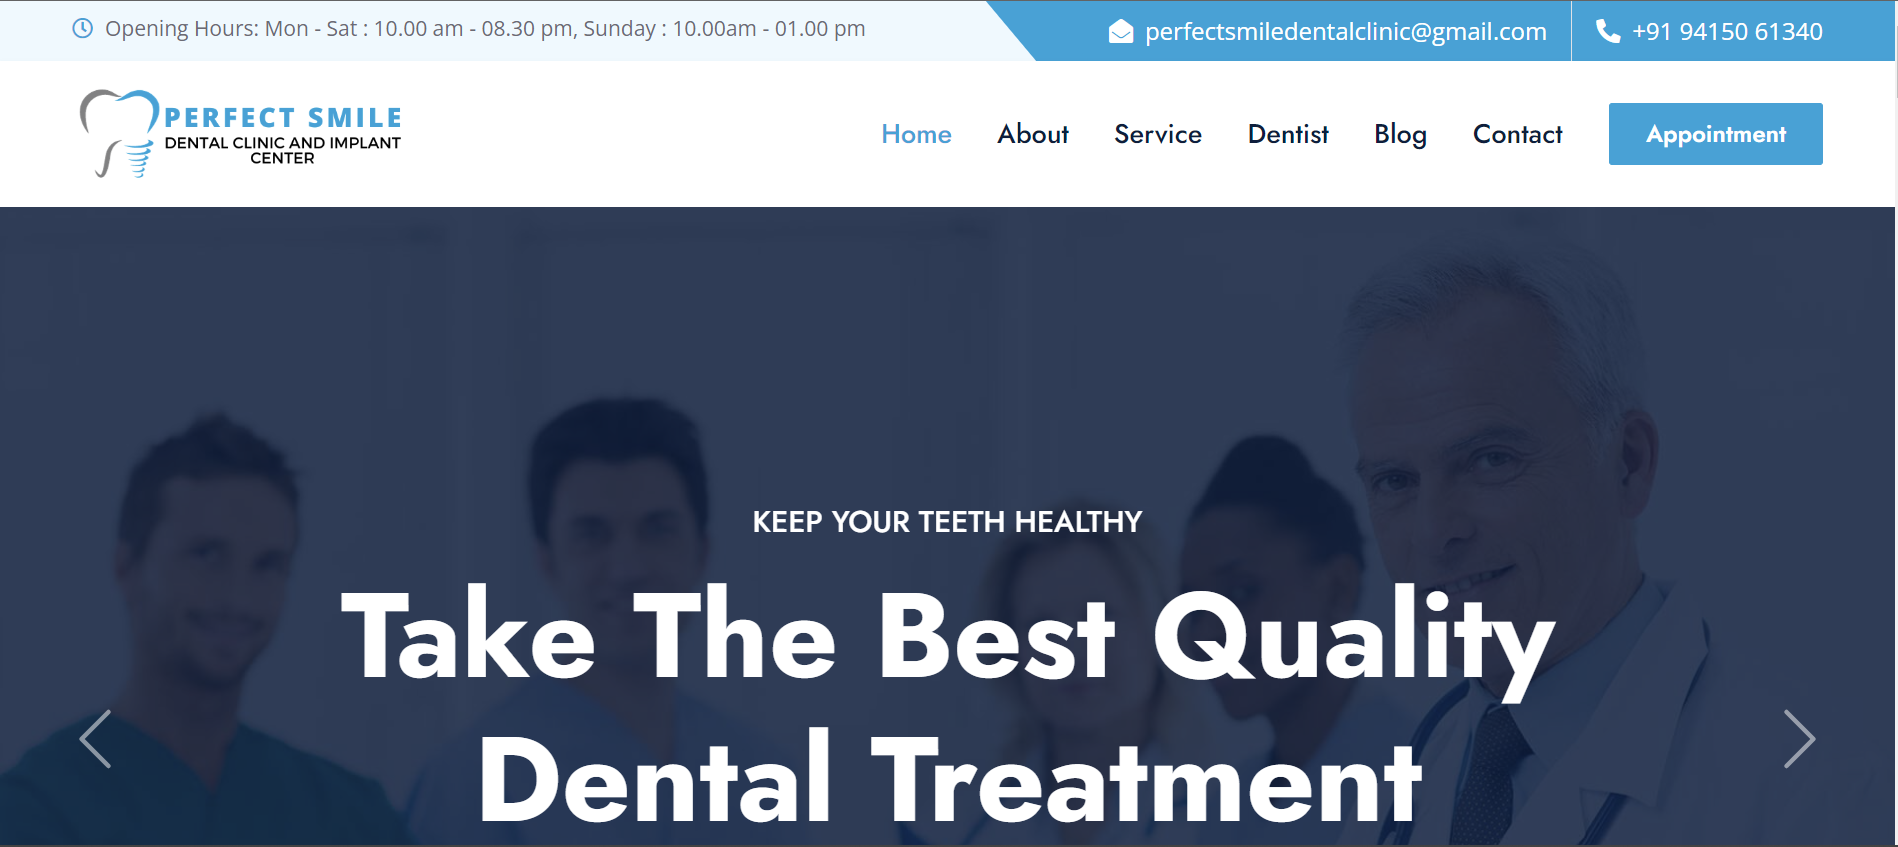 Opening Hours: Mon - Sat : 10.00 am - 08.30 pm, Sunday : 10.00am - 01.00 pm
perfectsmiledentalclinic@gmail.com
+91 94150 61340
PERFECT SMILE
DENTAL CLINIC AND IMPLANT
CENTER
Home About Service Dentist Blog Contact Appointment
KEEP YOUR TEETH HEALTHY
Take The Best Quality
Dental Treatment